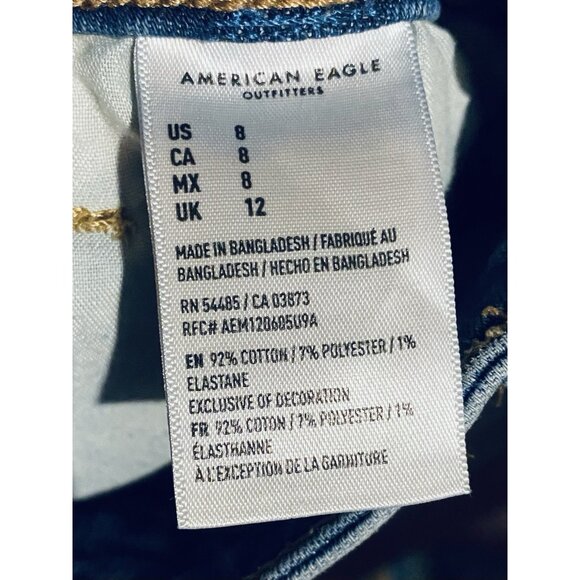 AMERICAN EAGLE
OUTFITTERS
US 8
CA 8
MX 8
UK 12
MADE IN BANGLADESH / FABRIQUÉ AU
BANGLADESH / HECHO EN BANGLADESH
RN 54485 / CA 03873
RFC# AEM120605U9A
EN 92% COTTON / 7% POLYESTER / 1%
ELASTANE
EXCLUSIVE OF DECORATION
FR 92% COTON / 7% POLYESTER / 1%
ÉLASTHANNE
À L'EXCEPTION DE LA GARNITURE